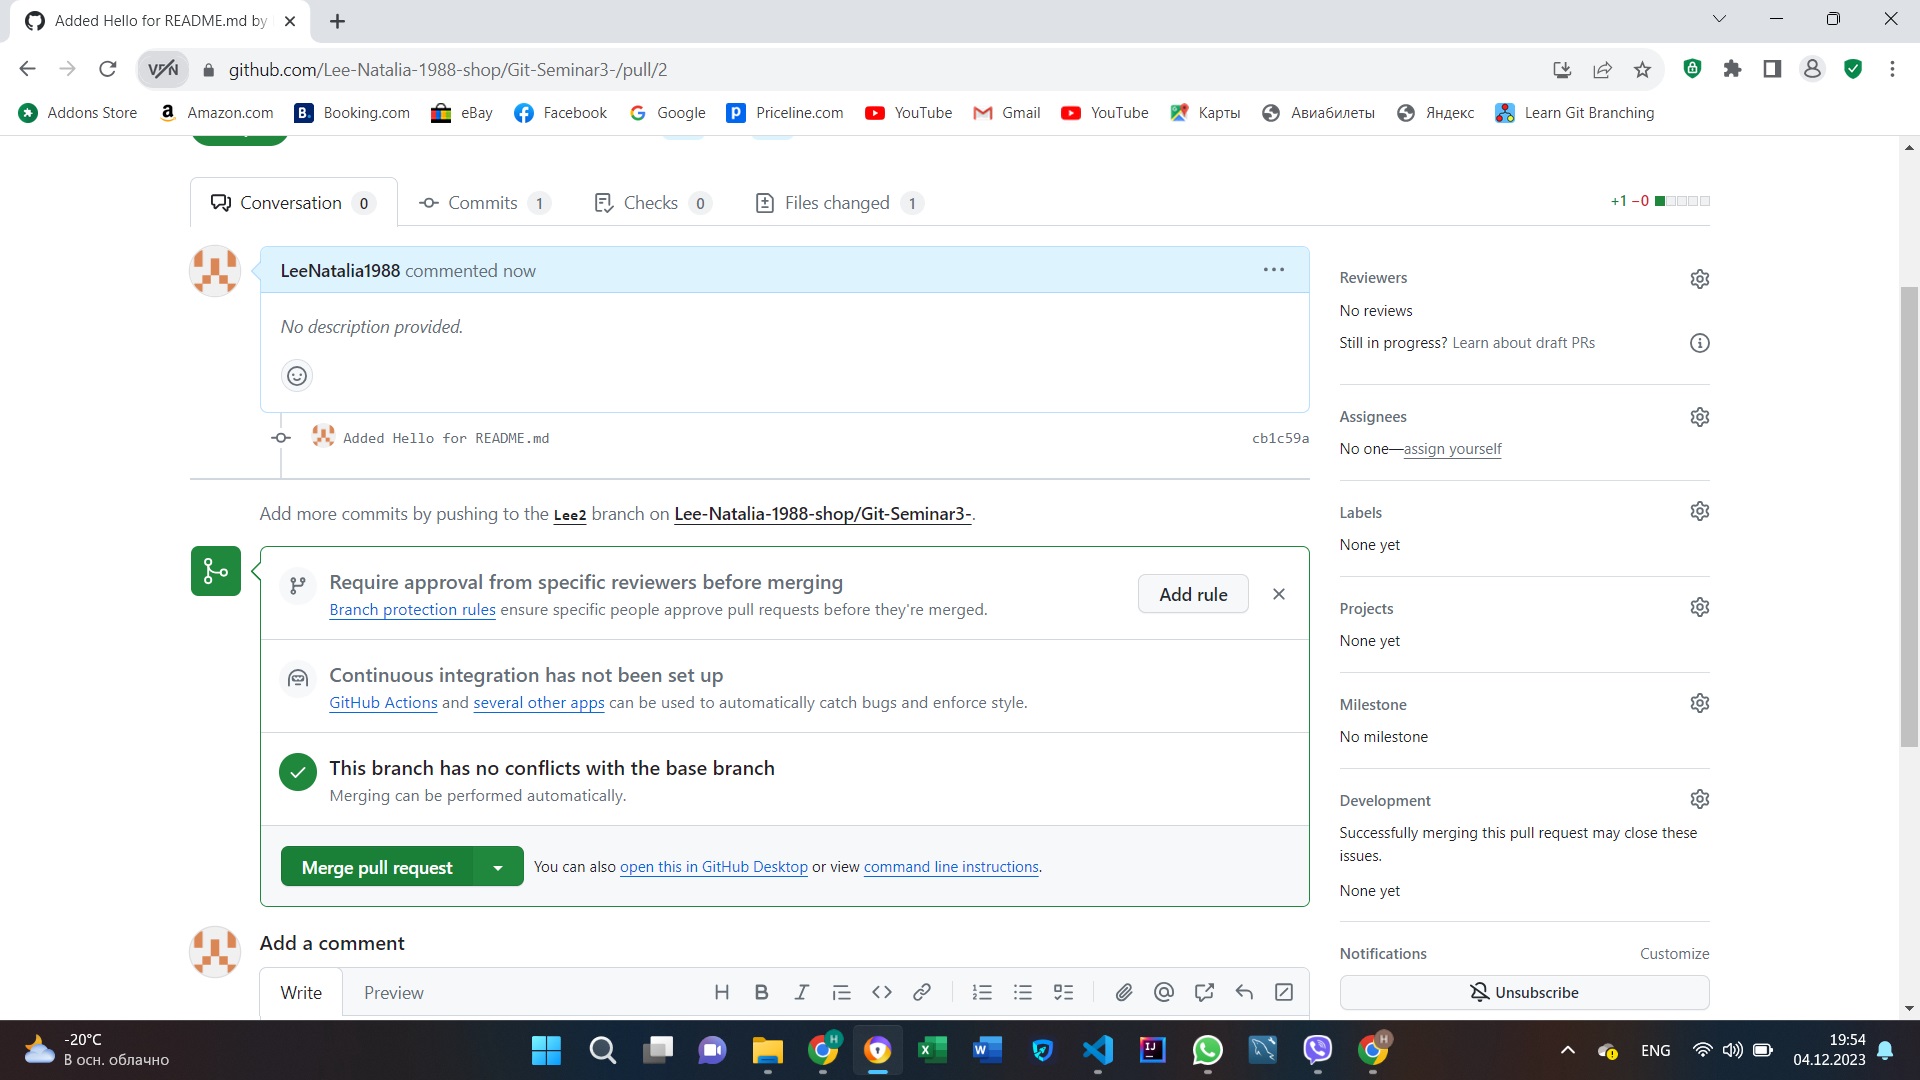 Added Hello for README.md by
VPN
github.com/Lee-Natalia-1988-shop/Git-Seminar3-/pull/2
Addons Store
Amazon.com
Booking.com
eBay
Facebook
Google
Priceline.com
YouTube
Gmail
YouTube
Карты
Авиабилеты
Яндекс
Learn Git Branching
Conversation 0
Commits 1
Checks 0
Files changed 1
+1 −0
LeeNatalia1988 commented now
No description provided.
Added Hello for README.md
cb1c59a
Add more commits by pushing to the Lee2 branch on Lee-Natalia-1988-shop/Git-Seminar3-.
Require approval from specific reviewers before merging
Branch protection rules ensure specific people approve pull requests before they're merged.
Add rule
Continuous integration has not been set up
GitHub Actions and several other apps can be used to automatically catch bugs and enforce style.
This branch has no conflicts with the base branch
Merging can be performed automatically.
Merge pull request
You can also open this in GitHub Desktop or view command line instructions.
Add a comment
Write
Preview
Reviewers
No reviews
Still in progress? Learn about draft PRs
Assignees
No one—assign yourself
Labels
None yet
Projects
None yet
Milestone
No milestone
Development
Successfully merging this pull request may close these
issues.
None yet
Notifications
Customize
Unsubscribe
-20°C
В осн. облачно
ENG
19:54
04.12.2023